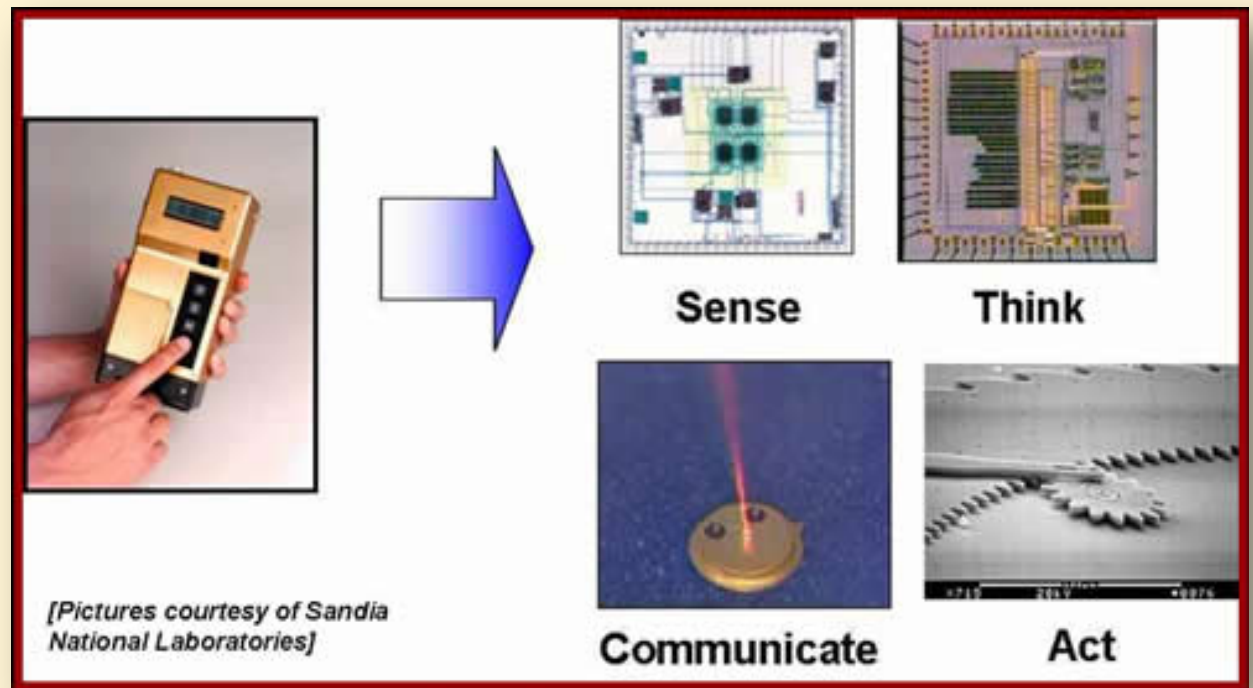 Sense
Think
Communicate
Act
[Pictures courtesy of Sandia
National Laboratories]